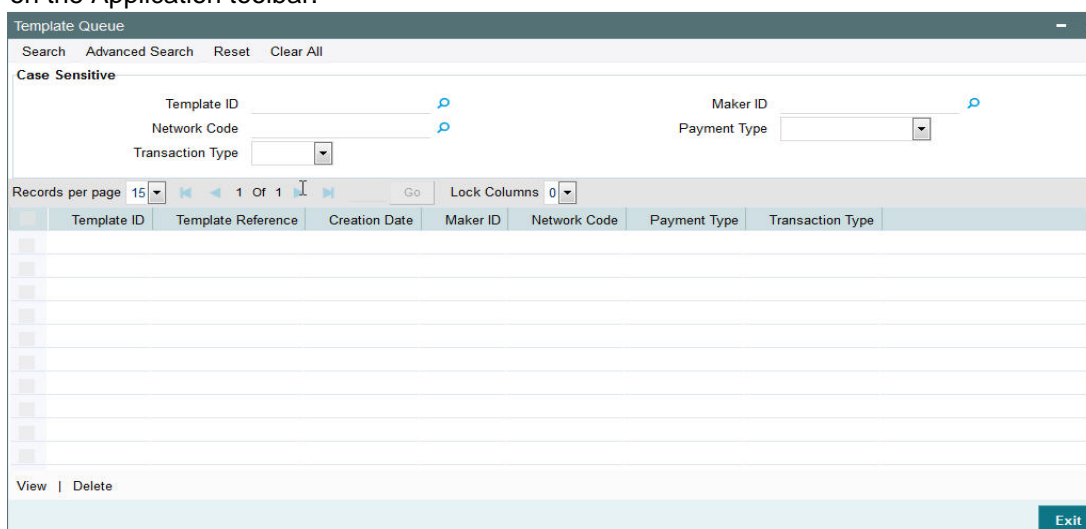 on the Application toolbar.
Template Queue
Search Advanced Search Reset Clear All
Case Sensitive
Template ID Maker ID
Network Code Payment Type
Transaction Type
Records per page 15 1 Of 1 Go Lock Columns 0
Template ID Template Reference Creation Date Maker ID Network Code Payment Type Transaction Type
View | Delete
Exit